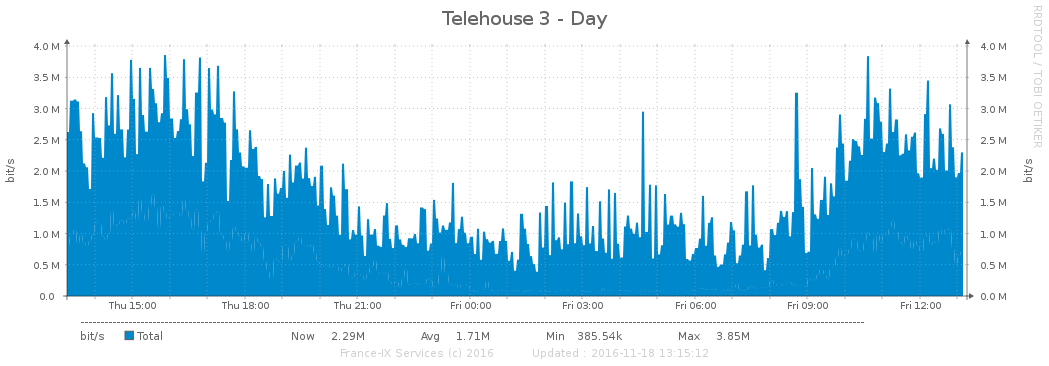 Telehouse 3 - Day
RRDTOOL / TOBI OETIKER
4.0 M 4.0 M
3.5 M 3.5 M
3.0 M 3.0 M
2.5 M 2.5 M
2.0 M 2.0 M
1.5 M 1.5 M
1.0 M 1.0 M
0.5 M 0.5 M
0.0 0.0 M
bit/s bit/s
Thu 15:00 Thu 18:00 Thu 21:00 Fri 00:00 Fri 03:00 Fri 06:00 Fri 09:00 Fri 12:00
bit/s Total Now 2.29M Avg 1.71M Min 385.54k Max 3.85M
France-IX Services (c) 2016 Updated : 2016-11-18 13:15:12